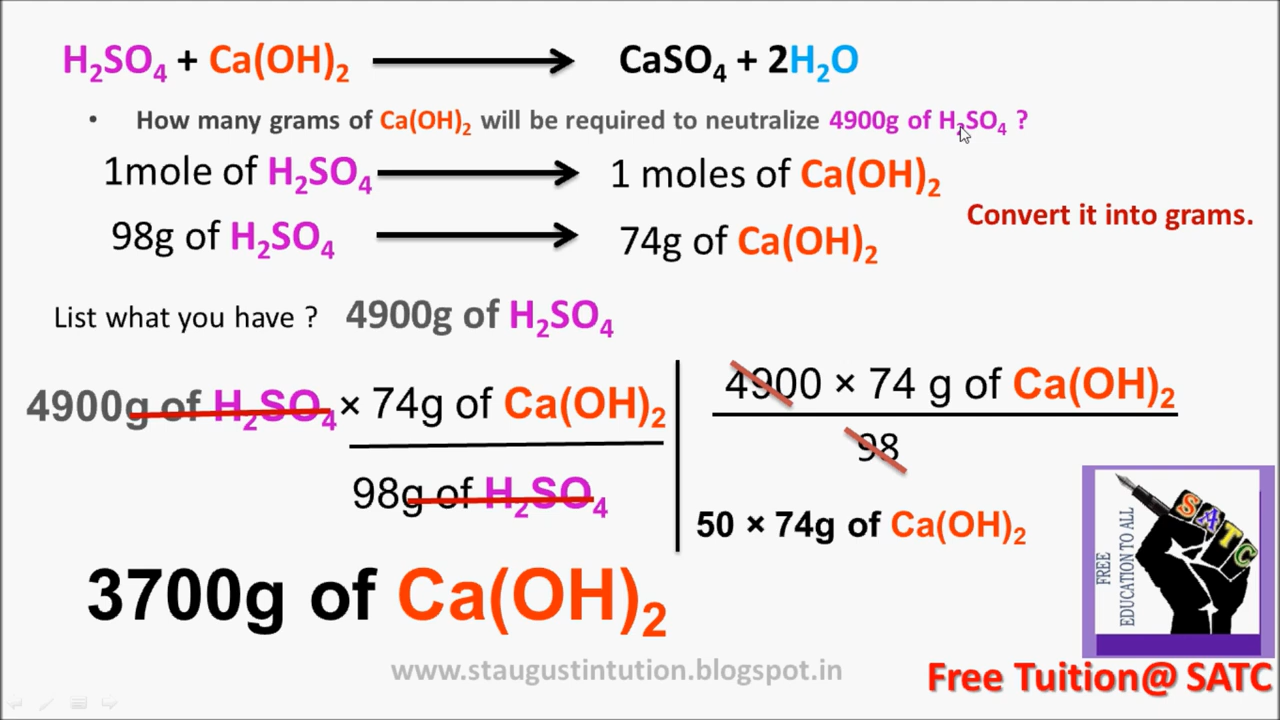 H₂SO₄ + Ca(OH)₂ ⟶ CaSO₄ + 2H₂O
• How many grams of Ca(OH)₂ will be required to neutralize 4900g of H₂SO₄ ?
1mole of H₂SO₄ ⟶ 1 moles of Ca(OH)₂
Convert it into grams.
98g of H₂SO₄ ⟶ 74g of Ca(OH)₂
List what you have ? 4900g of H₂SO₄
4900g of H₂SO₄ × 74g of Ca(OH)₂
98g of H₂SO₄
4900 × 74 g of Ca(OH)₂
98
50 × 74g of Ca(OH)₂
3700g of Ca(OH)₂
FREE
EDUCATION TO ALL
SATC
www.staugustintution.blogspot.in
Free Tuition@ SATC